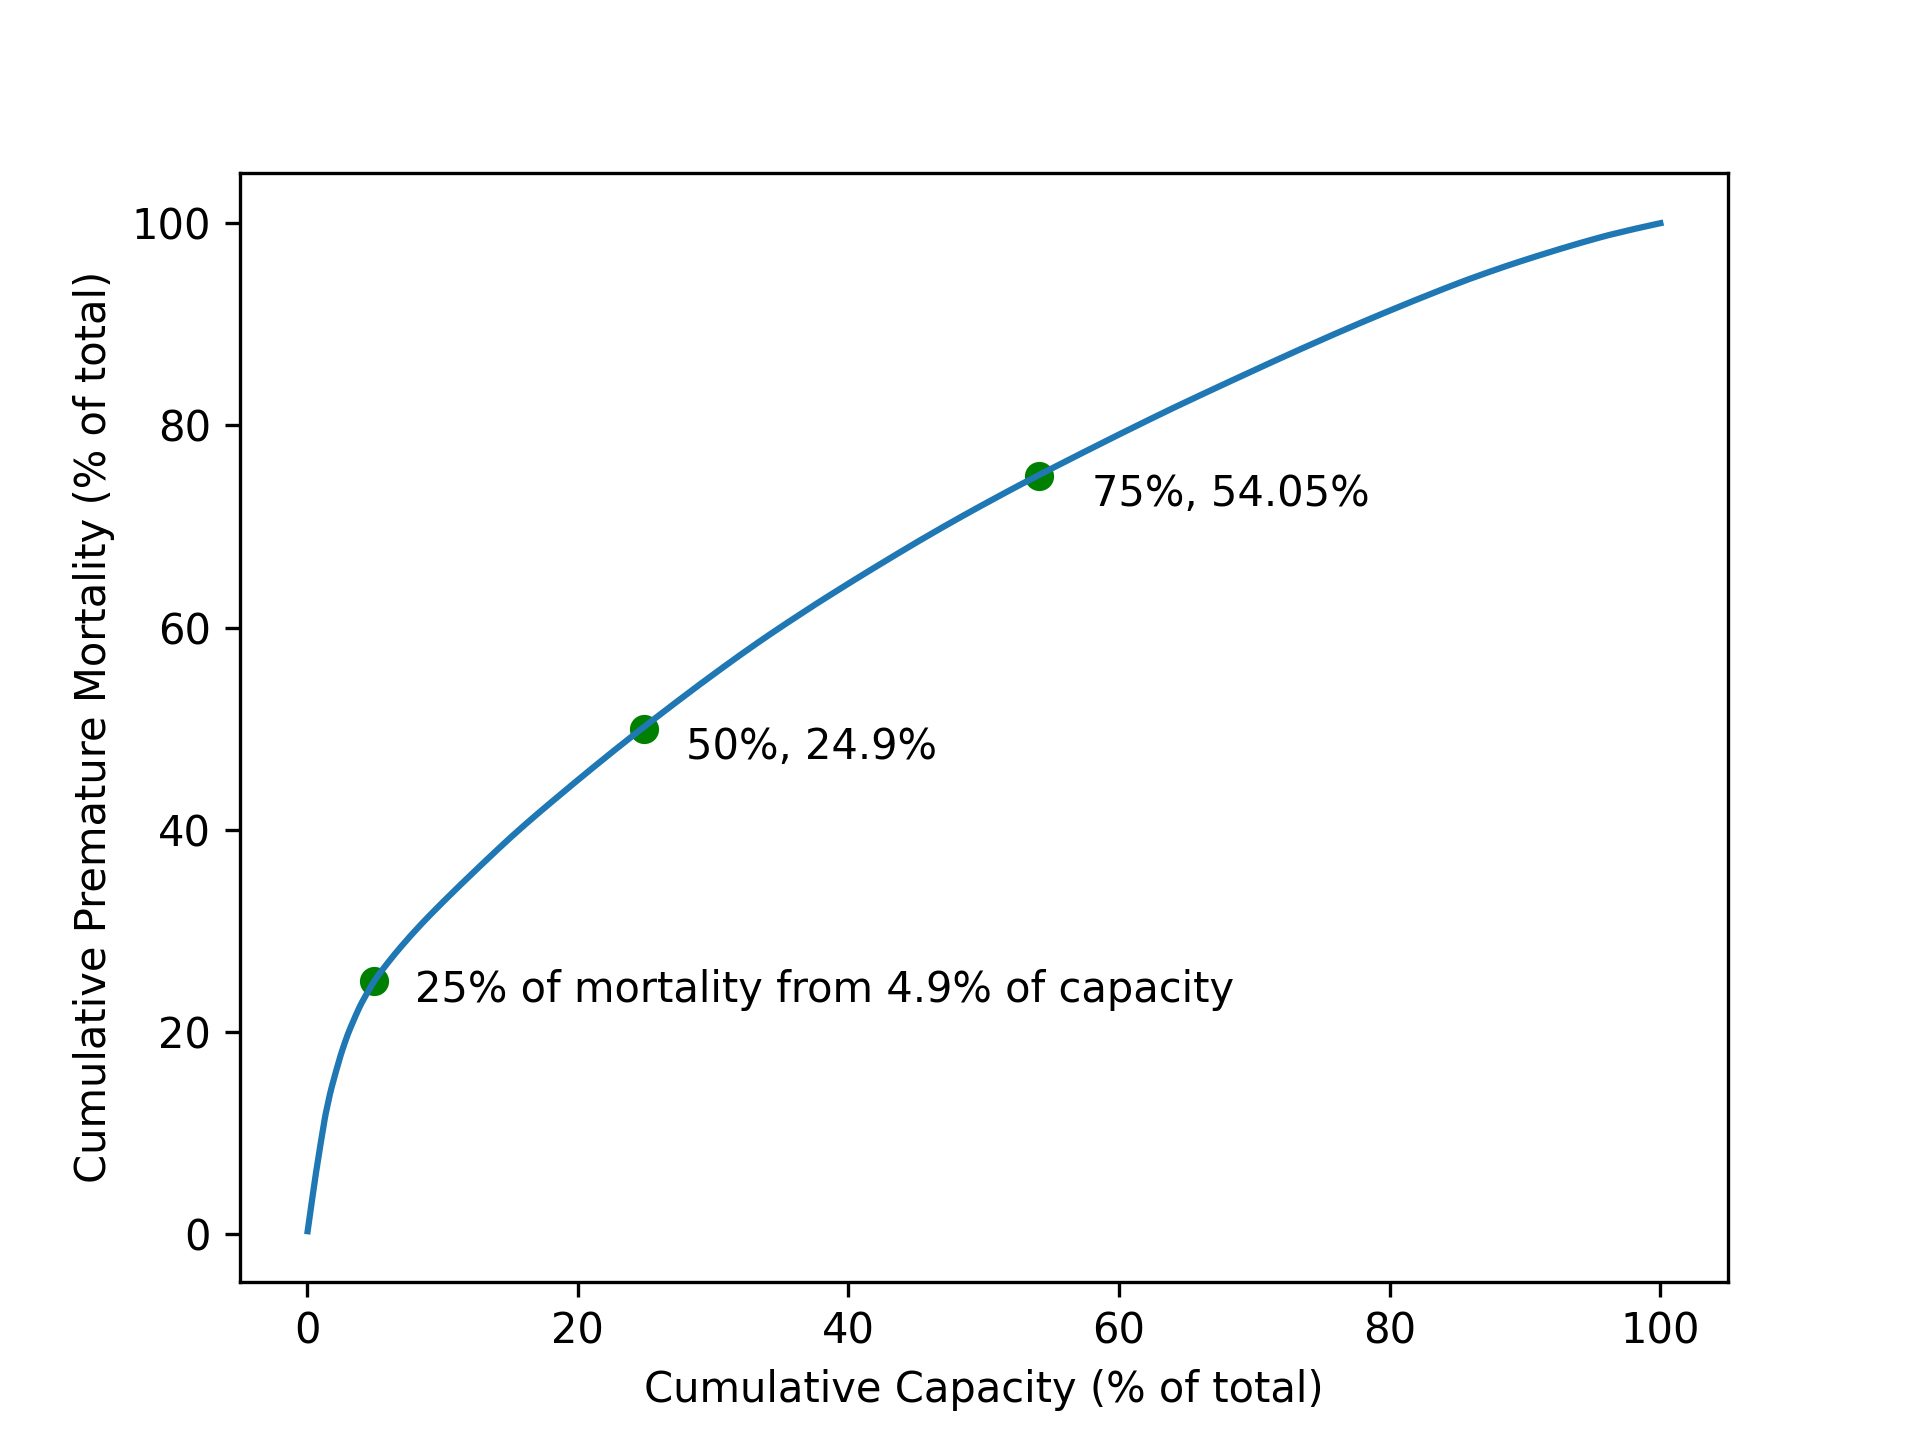 100
80
60
40
20
0
Cumulative Premature Mortality (% of total)
75%, 54.05%
50%, 24.9%
25% of mortality from 4.9% of capacity
0 20 40 60 80 100
Cumulative Capacity (% of total)